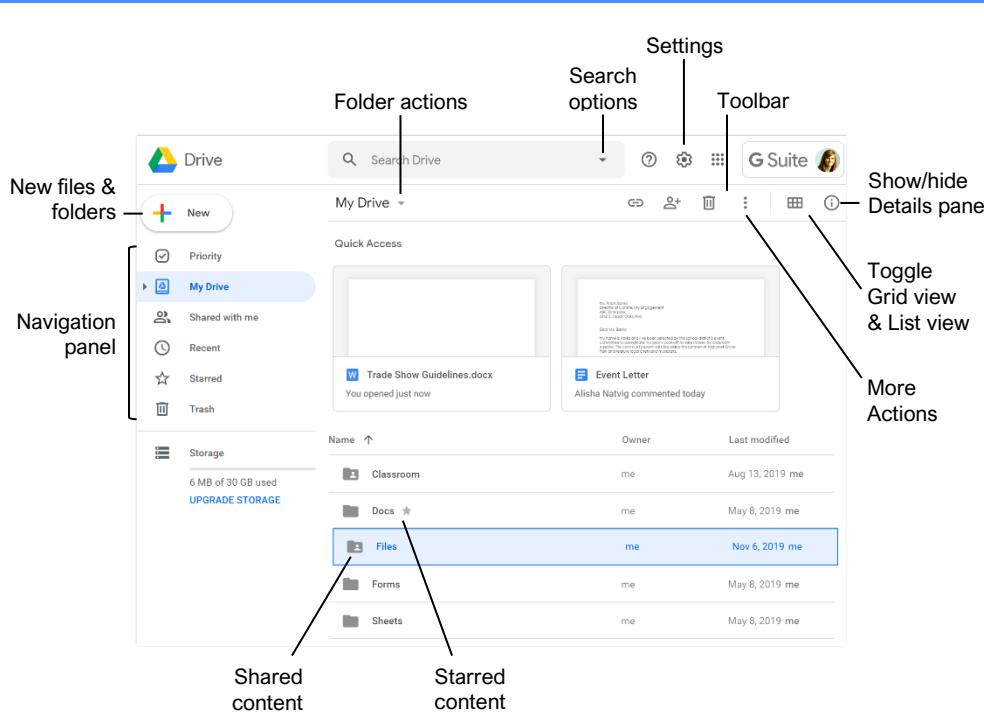 Settings
Search
options
Folder actions
Toolbar
Drive
Search Drive
G Suite
New files &
folders
New
My Drive
Show/hide
Details pane
Quick Access
Priority
My Drive
Shared with me
Recent
Starred
Trash
Navigation
panel
Toggle
Grid view
& List view
Dear Ms. Banks
W Trade Show Guidelines.docx
You opened just now
Event Letter
Alisha Natvig commented today
More
Actions
Storage
6 MB of 30 GB used
UPGRADE STORAGE
Name Owner Last modified
Classroom me Aug 13, 2019 me
Docs me May 8, 2019 me
Files me Nov 6, 2019 me
Forms me May 8, 2019 me
Sheets me May 8, 2019 me
Shared
content
Starred
content